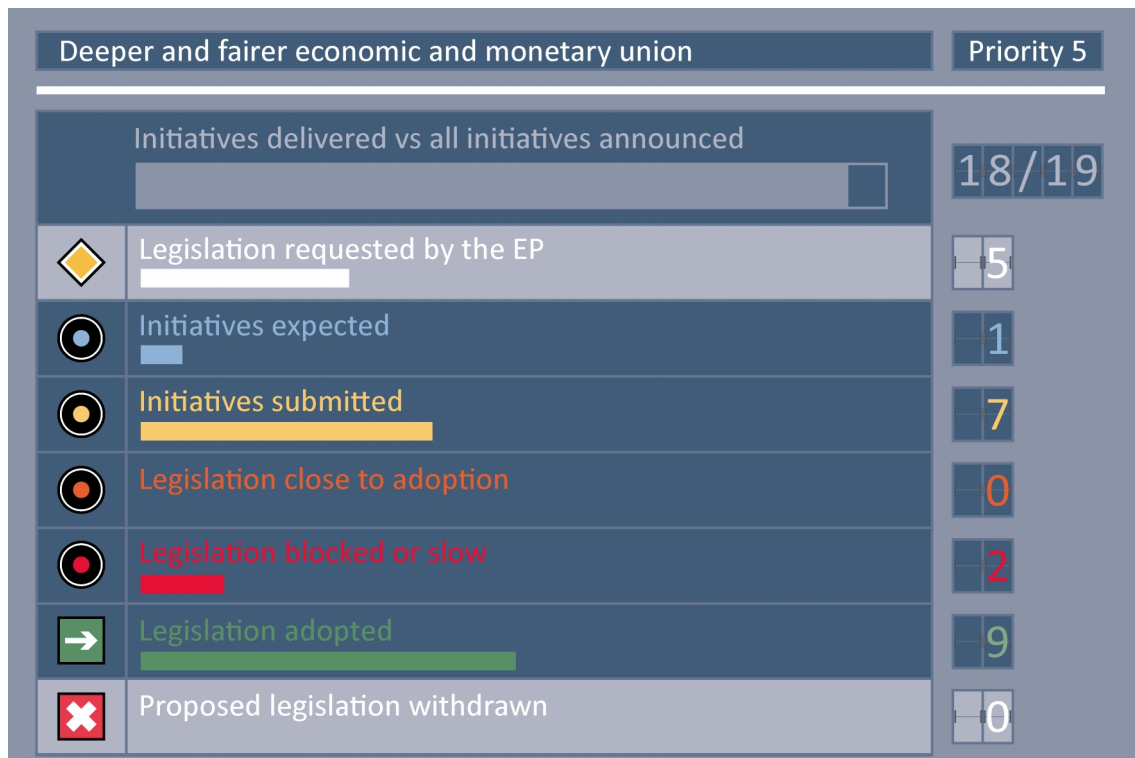 Deeper and fairer economic and monetary union
Priority 5
Initiatives delivered vs all initiatives announced
18/19
Legislation requested by the EP
5
Initiatives expected
1
Initiatives submitted
7
Legislation close to adoption
0
Legislation blocked or slow
2
Legislation adopted
9
Proposed legislation withdrawn
0